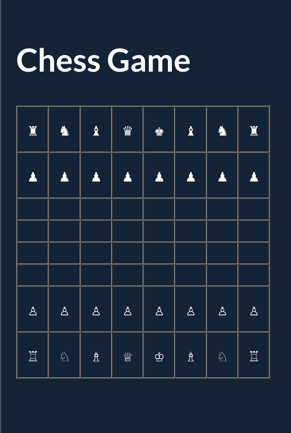 Chess Game
♜ ♞ ♝ ♛ ♚ ♝ ♞ ♜
♟ ♟ ♟ ♟ ♟ ♟ ♟ ♟
♙ ♙ ♙ ♙ ♙ ♙ ♙ ♙
♖ ♘ ♗ ♕ ♔ ♗ ♘ ♖